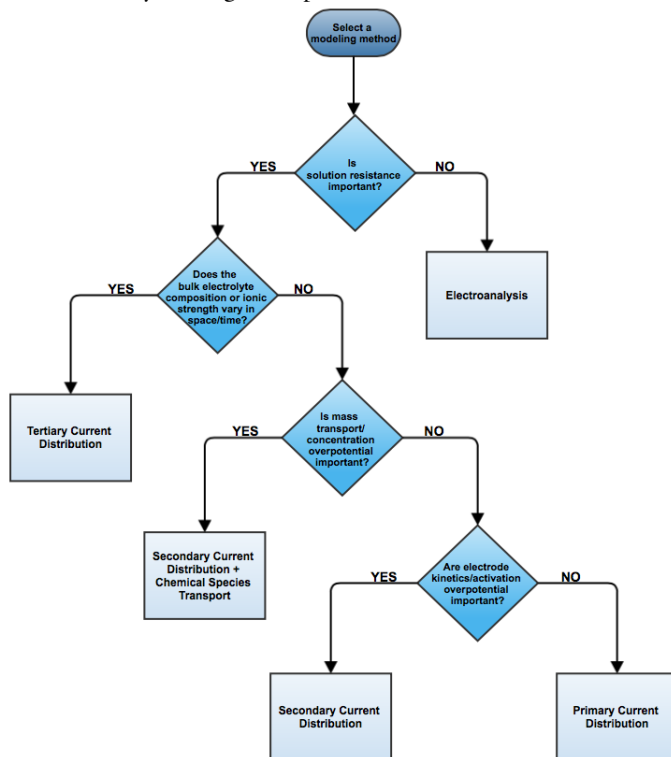 Select a
modeling method
Is
solution resistance
important?
YES
NO
Does the
bulk electrolyte
composition or ionic
strength vary in
space/time?
YES
NO
Electroanalysis
Tertiary Current
Distribution
Is mass
transport/
concentration
overpotential
important?
YES
NO
Secondary Current
Distribution +
Chemical Species
Transport
Are electrode
kinetics/activation
overpotential
important?
YES
NO
Secondary Current
Distribution
Primary Current
Distribution